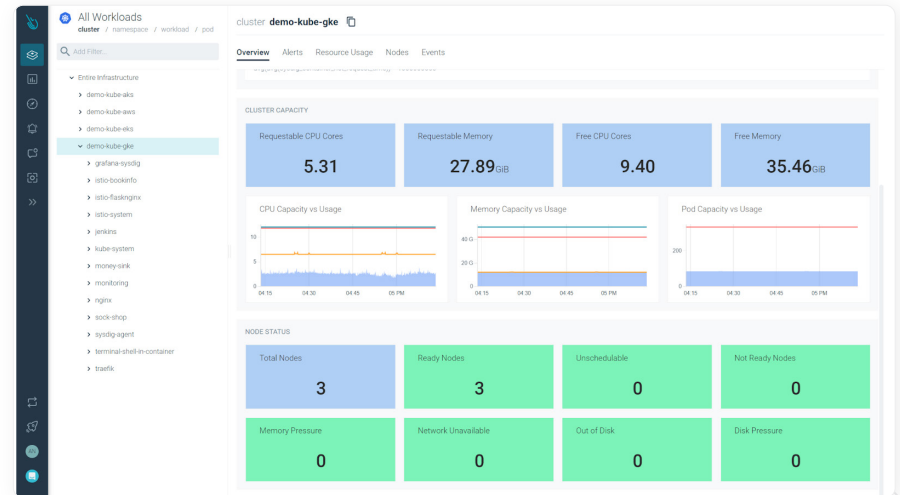 All Workloads
cluster / namespace / workload / pod
Add Filter...
Entire Infrastructure
demo-kube-aks
demo-kube-aws
demo-kube-eks
demo-kube-gke
grafana-sysdig
istio-bookinfo
istio-flasknginx
istio-system
jenkins
kube-system
money-sink
monitoring
nginx
sock-shop
sysdig-agent
terminal-shell-in-container
traefik
cluster demo-kube-gke
Overview Alerts Resource Usage Nodes Events
CLUSTER CAPACITY
Requestable CPU Cores
5.31
Requestable Memory
27.89 GiB
Free CPU Cores
9.40
Free Memory
35.46 GiB
CPU Capacity vs Usage
10
5
0
04:15 04:30 04:45 05 PM
Memory Capacity vs Usage
40 G
20 G
0
04:15 04:30 04:45 05 PM
Pod Capacity vs Usage
200
0
04:15 04:30 04:45 05 PM
NODE STATUS
Total Nodes
3
Ready Nodes
3
Unschedulable
0
Not Ready Nodes
0
Memory Pressure
0
Network Unavailable
0
Out of Disk
0
Disk Pressure
0